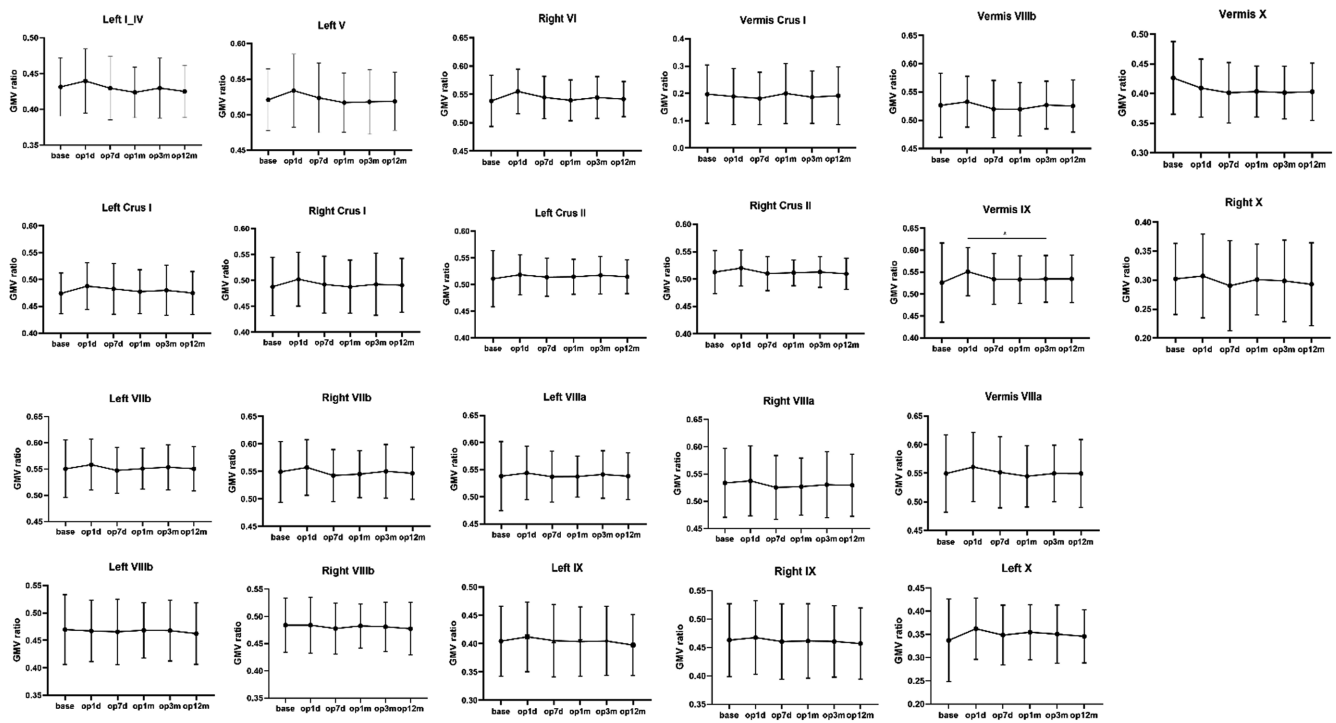 Left I_IV
GMV ratio
0.50
0.45
0.40
0.35
base op1d op7d op1m op3m op12m
Left V
GMV ratio
0.60
0.55
0.50
0.45
base op1d op7d op1m op3m op12m
Right VI
GMV ratio
0.65
0.60
0.55
0.50
0.45
base op1d op7d op1m op3m op12m
Vermis Crus I
GMV ratio
0.4
0.3
0.2
0.1
0.0
base op1d op7d op1m op3m op12m
Vermis VIIIb
GMV ratio
0.65
0.60
0.55
0.50
0.45
base op1d op7d op1m op3m op12m
Vermis X
GMV ratio
0.50
0.45
0.40
0.35
0.30
base op1d op7d op1m op3m op12m
Left Crus I
GMV ratio
0.60
0.55
0.50
0.45
0.40
base op1d op7d op1m op3m op12m
Right Crus I
GMV ratio
0.60
0.55
0.50
0.45
0.40
base op1d op7d op1m op3m op12m
Left Crus II
GMV ratio
0.60
0.55
0.50
0.45
0.40
base op1d op7d op1m op3m op12m
Right Crus II
GMV ratio
0.60
0.55
0.50
0.45
0.40
base op1d op7d op1m op3m op12m
Vermis IX
GMV ratio
0.65
0.60
0.55
0.50
0.45
0.40
base op1d op7d op1m op3m op12m
Right X
GMV ratio
0.40
0.35
0.30
0.25
0.20
base op1d op7d op1m op3m op12m
Left VIIb
GMV ratio
0.65
0.60
0.55
0.50
0.45
base op1d op7d op1m op3m op12m
Right VIIb
GMV ratio
0.65
0.60
0.55
0.50
0.45
base op1d op7d op1m op3m op12m
Left VIIIa
GMV ratio
0.65
0.60
0.55
0.50
0.45
base op1d op7d op1m op3m op12m
Right VIIIa
GMV ratio
0.65
0.60
0.55
0.50
0.45
base op1d op7d op1m op3m op12m
Vermis VIIIa
GMV ratio
0.65
0.60
0.55
0.50
0.45
base op1d op7d op1m op3m op12m
Left VIIIb
GMV ratio
0.55
0.50
0.45
0.40
0.35
base op1d op7d op1m op3m op12m
Right VIIIb
GMV ratio
0.55
0.50
0.45
0.40
0.35
base op1d op7d op1m op3m op12m
Left IX
GMV ratio
0.50
0.45
0.40
0.35
0.30
base op1d op7d op1m op3m op12m
Right IX
GMV ratio
0.60
0.55
0.50
0.45
0.40
0.35
base op1d op7d op1m op3m op12m
Left X
GMV ratio
0.45
0.40
0.35
0.30
0.25
0.20
base op1d op7d op1m op3m op12m